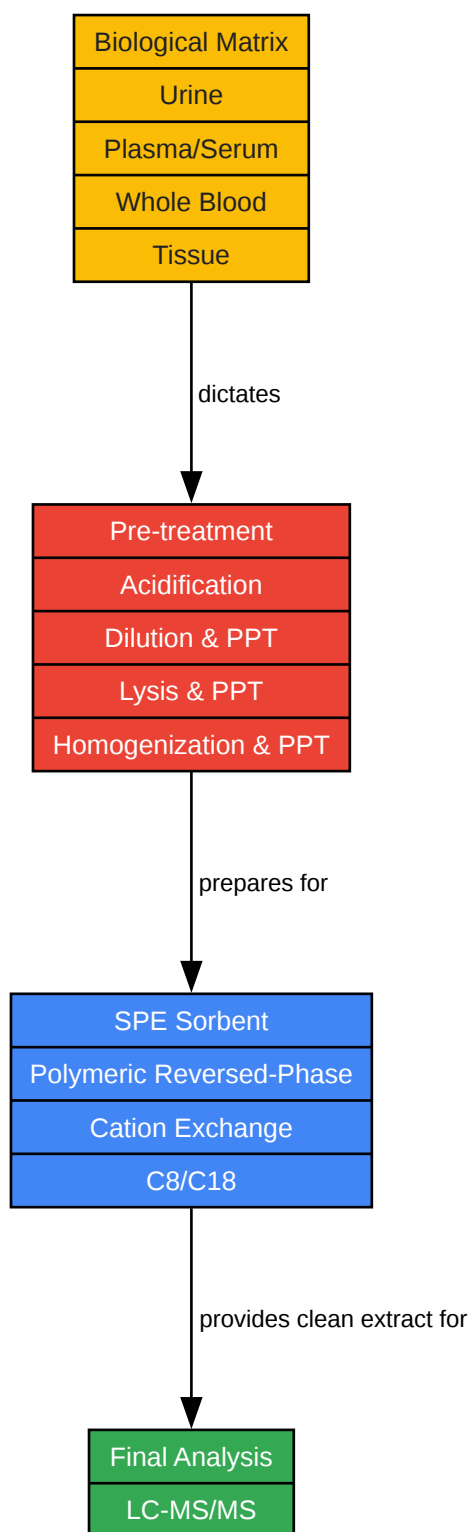 Biological Matrix
Urine
Plasma/Serum
Whole Blood
Tissue
dictates
Pre-treatment
Acidification
Dilution & PPT
Lysis & PPT
Homogenization & PPT
prepares for
SPE Sorbent
Polymeric Reversed-Phase
Cation Exchange
C8/C18
provides clean extract for
Final Analysis
LC-MS/MS